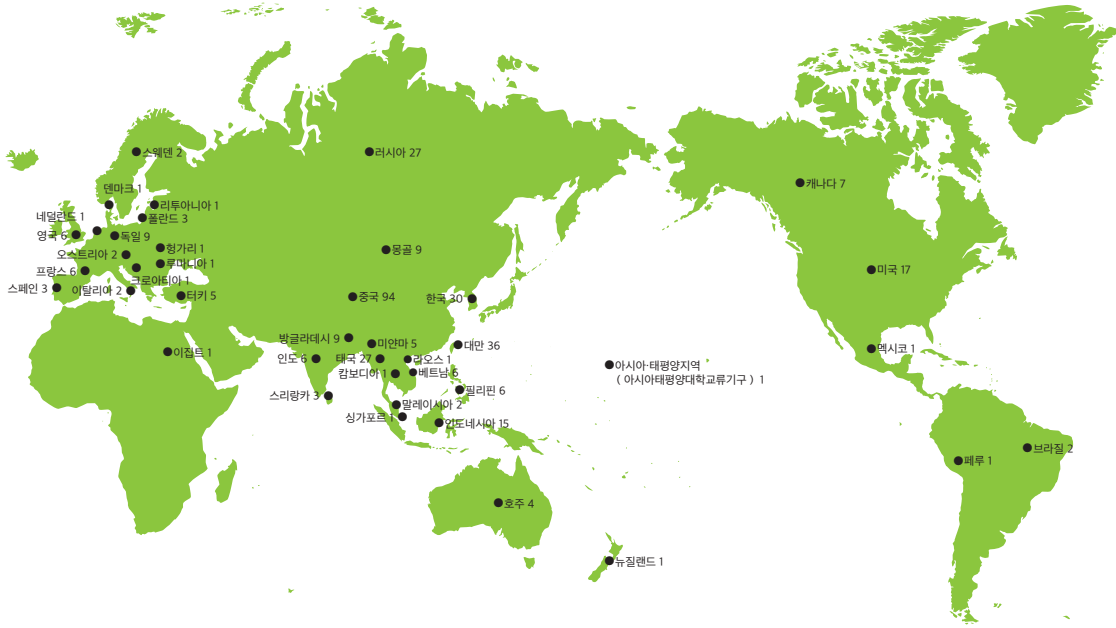 스웨덴 2
러시아 27
덴마크 1
캐나다 7
리투아니아 1
네덜란드 1
폴란드 3
영국 6
독일 9
헝가리 1
몽골 9
오스트리아 2
루마니아 1
프랑스 6
미국 17
크로아티아 1
스페인 3
이탈리아 2
터키 5
중국 94
한국 30
방글라데시 9
미얀마 5
대만 36
이집트 1
멕시코 1
인도 6
태국 27
라오스 1
아시아·태평양지역
( 아시아태평양대학교류기구 ) 1
캄보디아 1
베트남 6
스리랑카 3
필리핀 6
말레이시아 2
싱가포르 1
인도네시아 15
브라질 2
페루 1
호주 4
뉴질랜드 1